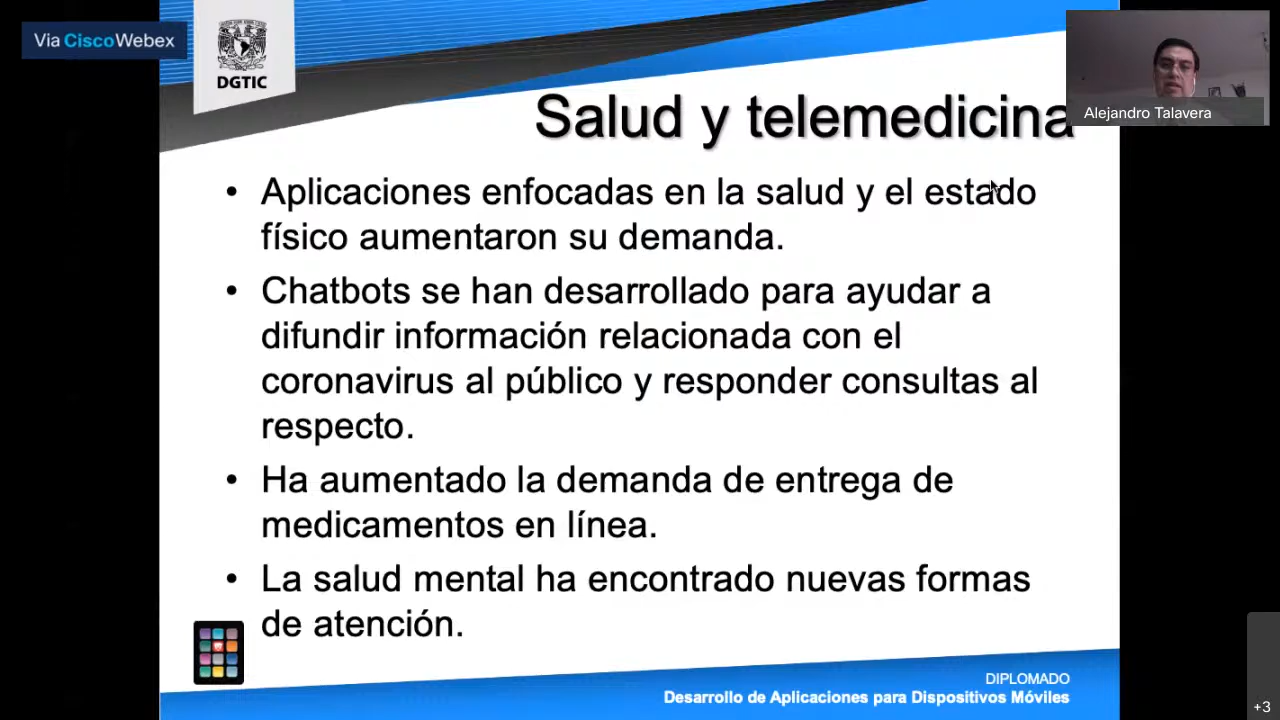 Via CiscoWebex
DGTIC
Alejandro Talavera
Salud y telemedicina
• Aplicaciones enfocadas en la salud y el estado
físico aumentaron su demanda.
• Chatbots se han desarrollado para ayudar a
difundir información relacionada con el
coronavirus al público y responder consultas al
respecto.
• Ha aumentado la demanda de entrega de
medicamentos en línea.
• La salud mental ha encontrado nuevas formas
de atención.
DIPLOMADO
Desarrollo de Aplicaciones para Dispositivos Móviles
+3